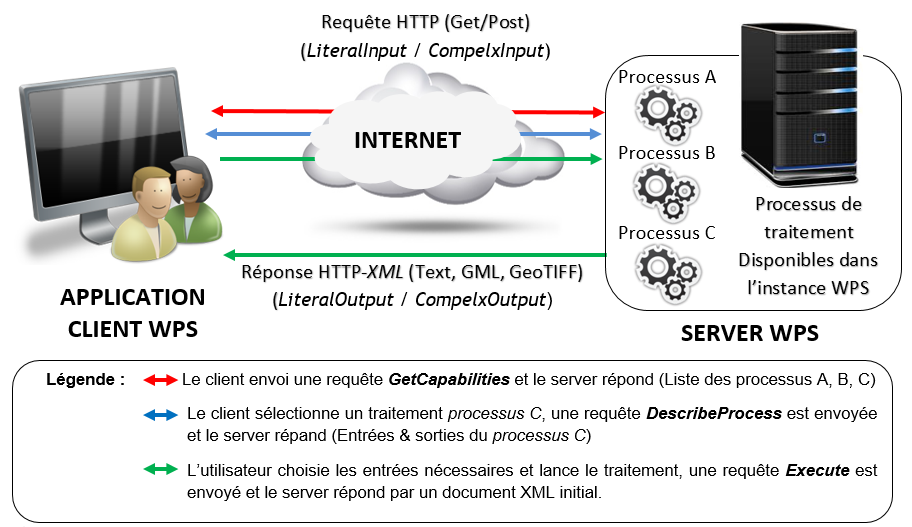 Requête HTTP (Get/Post)
(LiteralInput / CompelxInput)
INTERNET
Processus A
Processus B
Processus C
Processus de
traitement
Disponibles dans
l’instance WPS
Réponse HTTP-XML (Text, GML, GeoTIFF)
(LiteralOutput / CompelxOutput)
APPLICATION
CLIENT WPS
SERVER WPS
Légende :
Le client envoi une requête GetCapabilities et le server répond (Liste des processus A, B, C)
Le client sélectionne un traitement processus C, une requête DescribeProcess est envoyée
et le server répand (Entrées & sorties du processus C)
L’utilisateur choisie les entrées nécessaires et lance le traitement, une requête Execute est
envoyé et le server répond par un document XML initial.